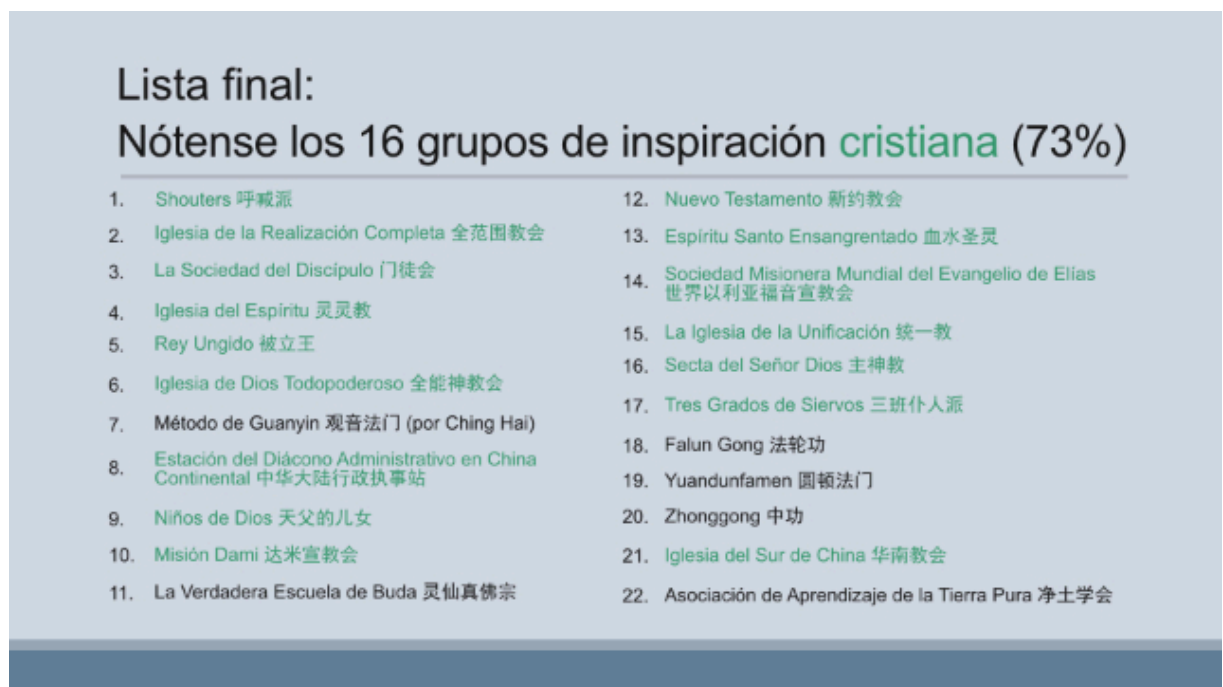 Lista final:
Nótense los 16 grupos de inspiración cristiana (73%)
1. Shouters 呼喊派
2. Iglesia de la Realización Completa 全范围教会
3. La Sociedad del Discípulo 门徒会
4. Iglesia del Espíritu 灵灵教
5. Rey Ungido 被立王
6. Iglesia de Dios Todopoderoso 全能神教会
7. Método de Guanyin 观音法门 (por Ching Hai)
8. Estación del Diácono Administrativo en China
Continental 中华大陆行政执事站
9. Niños de Dios 天父的儿女
10. Misión Dami 达米宣教会
11. La Verdadera Escuela de Buda 灵仙真佛宗
12. Nuevo Testamento 新约教会
13. Espíritu Santo Ensangrentado 血水圣灵
14. Sociedad Misionera Mundial del Evangelio de Elías
世界以利亚福音宣教会
15. La Iglesia de la Unificación 统一教
16. Secta del Señor Dios 主神教
17. Tres Grados de Siervos 三班仆人派
18. Falun Gong 法轮功
19. Yuandunfamen 圆顿法门
20. Zhonggong 中功
21. Iglesia del Sur de China 华南教会
22. Asociación de Aprendizaje de la Tierra Pura 净土学会